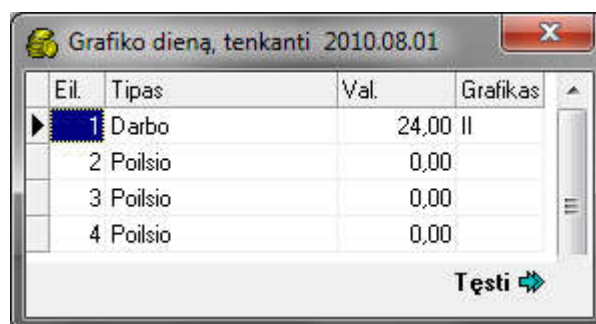 Grafiko dieną, tenkanti 2010.08.01
Eil. Tipas Val. Grafikas
1 Darbo 24,00 II
2 Poilsio 0,00
3 Poilsio 0,00
4 Poilsio 0,00
Tęsti